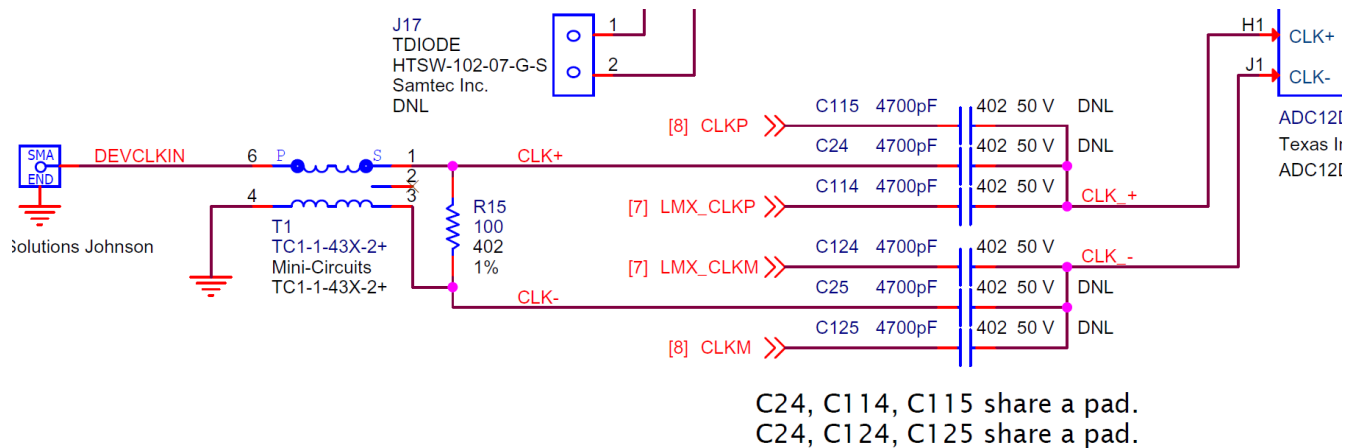 J17
TDIODE
HTSW-102-07-G-S
Samtec Inc.
DNL
1
2
H1 CLK+
J1 CLK-
ADC12
Texas
ADC12
C115 4700pF 402 50 V DNL
[8] CLKP
C24 4700pF 402 50 V DNL
C114 4700pF 402 50 V
[7] LMX_CLKP
CLK_+
C124 4700pF 402 50 V
[7] LMX_CLKM
CLK_-
C25 4700pF 402 50 V DNL
C125 4700pF 402 50 V DNL
[8] CLKM
SMA
END
DEVCLKIN
6 P S 1
2
4 3
CLK+
T1
TC1-1-43X-2+
Mini-Circuits
TC1-1-43X-2+
R15
100
402
1%
CLK-
Solutions Johnson
C24, C114, C115 share a pad.
C24, C124, C125 share a pad.